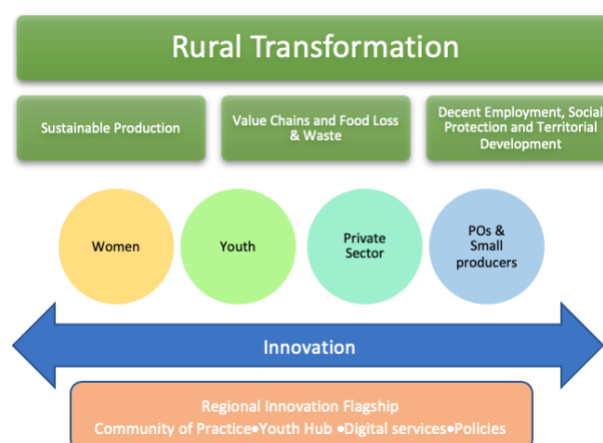 Rural Transformation
Sustainable Production
Value Chains and Food Loss
& Waste
Decent Employment, Social
Protection and Territorial
Development
Women
Youth
Private
Sector
POs &
Small
producers
Innovation
Regional Innovation Flagship
Community of Practice●Youth Hub ●Digital services●Policies